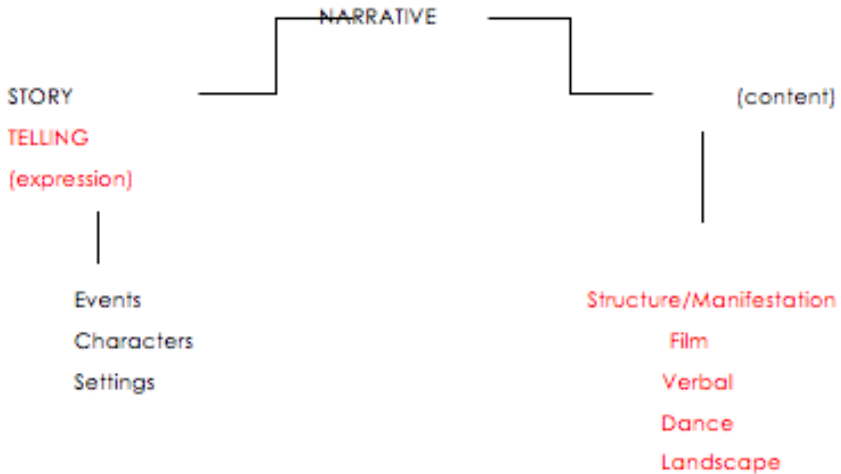 NARRATIVE
STORY (content)
TELLING
(expression)
Events Structure/Manifestation
Characters Film
Settings Verbal
Dance
Landscape